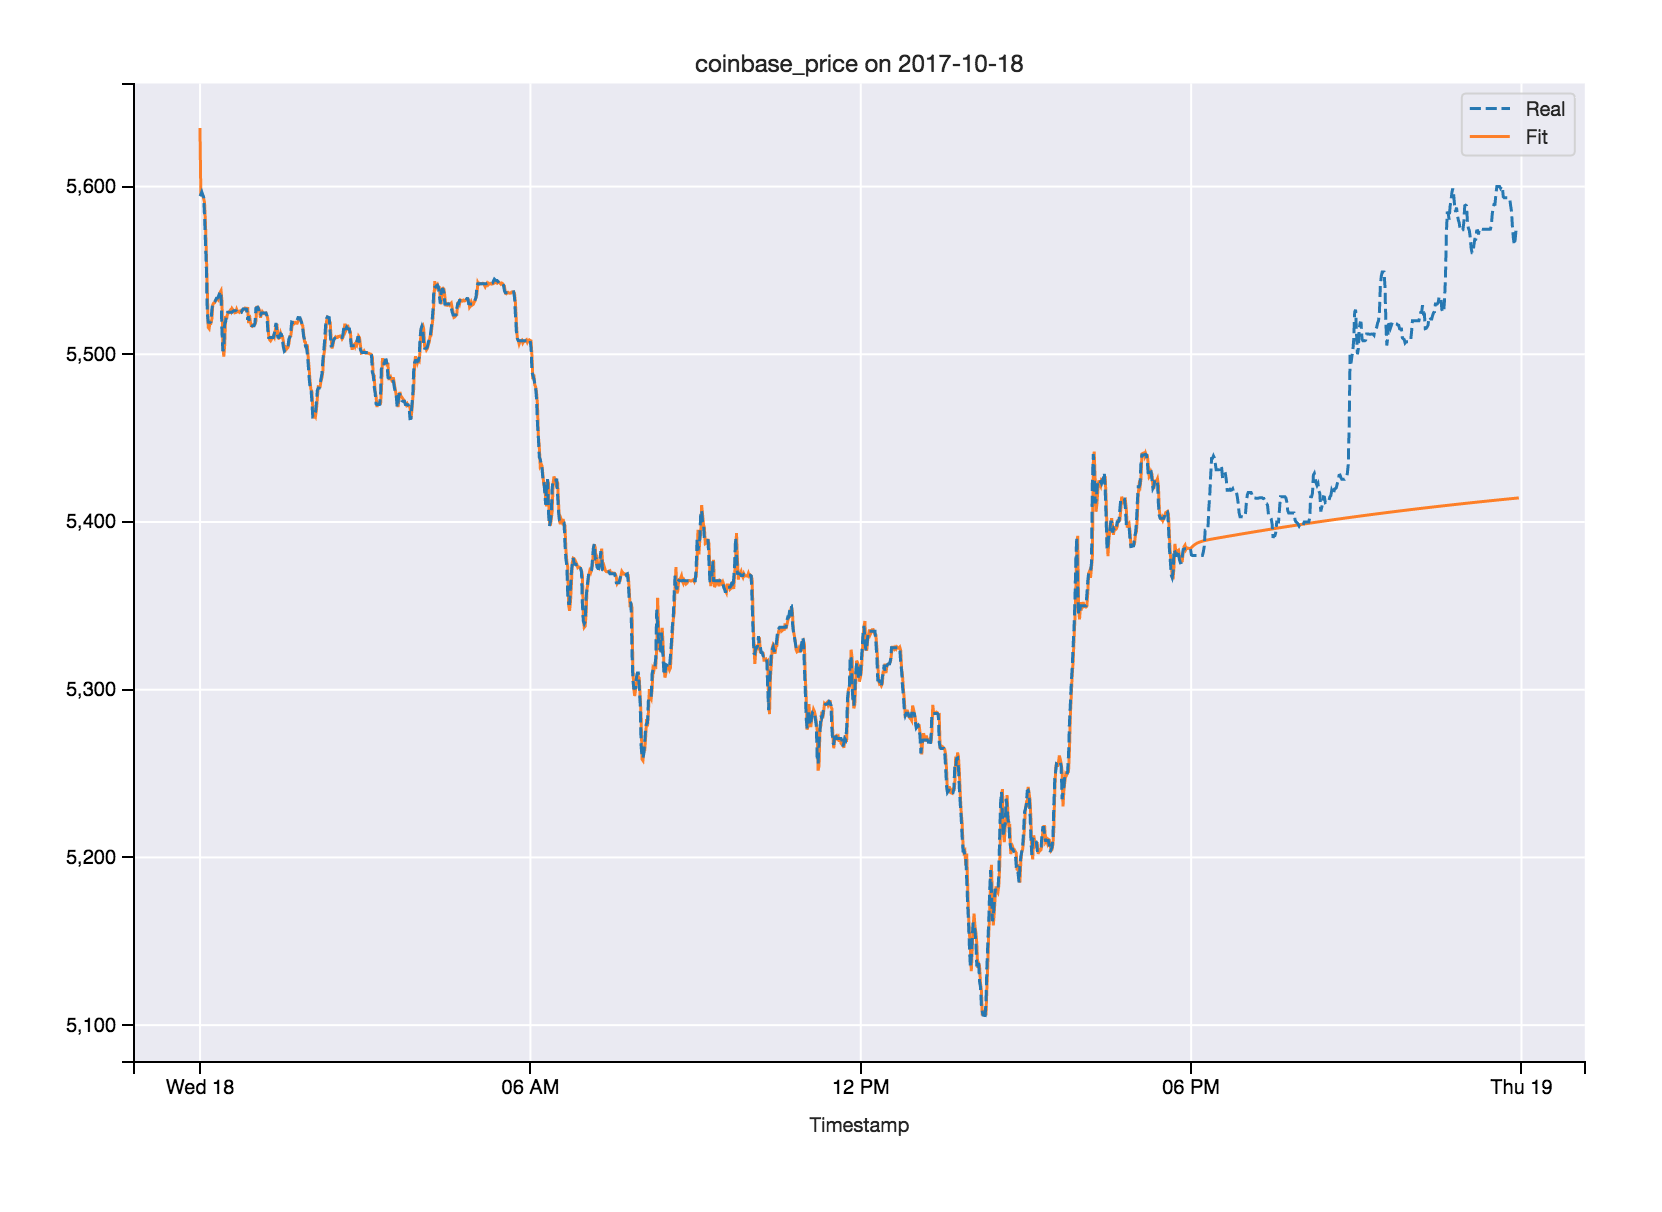 coinbase_price on 2017-10-18
Real
Fit
5,600
5,500
5,400
5,300
5,200
5,100
Wed 18 06 AM 12 PM 06 PM Thu 19
Timestamp